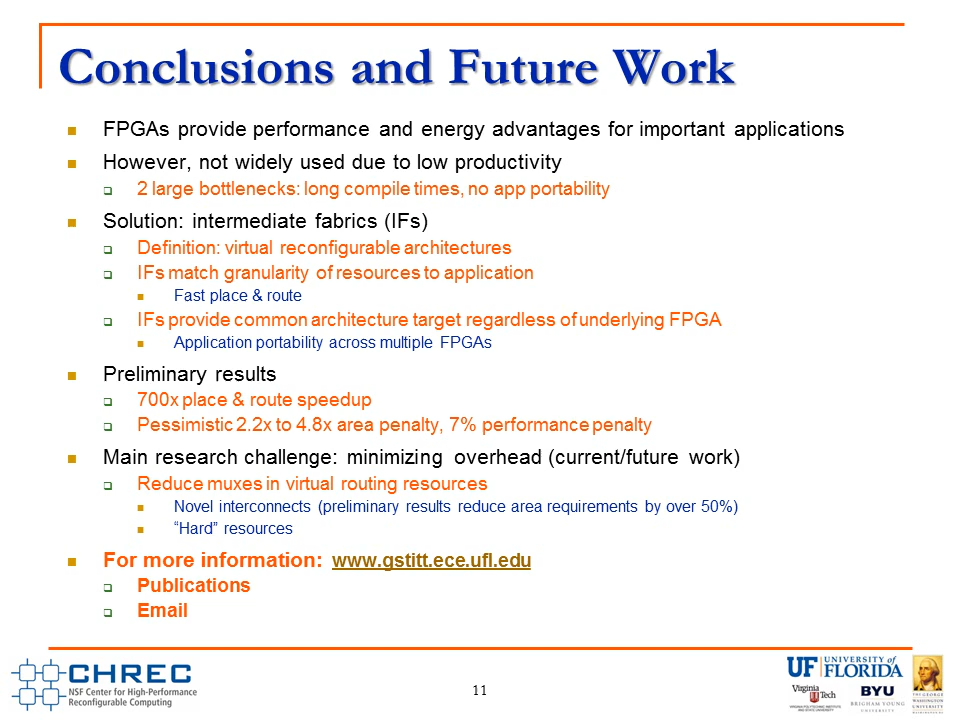 Conclusions and Future Work
FPGAs provide performance and energy advantages for important applications
However, not widely used due to low productivity
2 large bottlenecks: long compile times, no app portability
Solution: intermediate fabrics (IFs)
Definition: virtual reconfigurable architectures
IFs match granularity of resources to application
Fast place & route
IFs provide common architecture target regardless of underlying FPGA
Application portability across multiple FPGAs
Preliminary results
700x place & route speedup
Pessimistic 2.2x to 4.8x area penalty, 7% performance penalty
Main research challenge: minimizing overhead (current/future work)
Reduce muxes in virtual routing resources
Novel interconnects (preliminary results reduce area requirements by over 50%)
“Hard” resources
For more information: www.gstitt.ece.ufl.edu
Publications
Email
CHREC
NSF Center for High-Performance
Reconfigurable Computing
11
UF UNIVERSITY of
FLORIDA
Virginia
Tech
BYU
BRIGHAM YOUNG
UNIVERSITY
WASHINGTON
UNIVERSITY